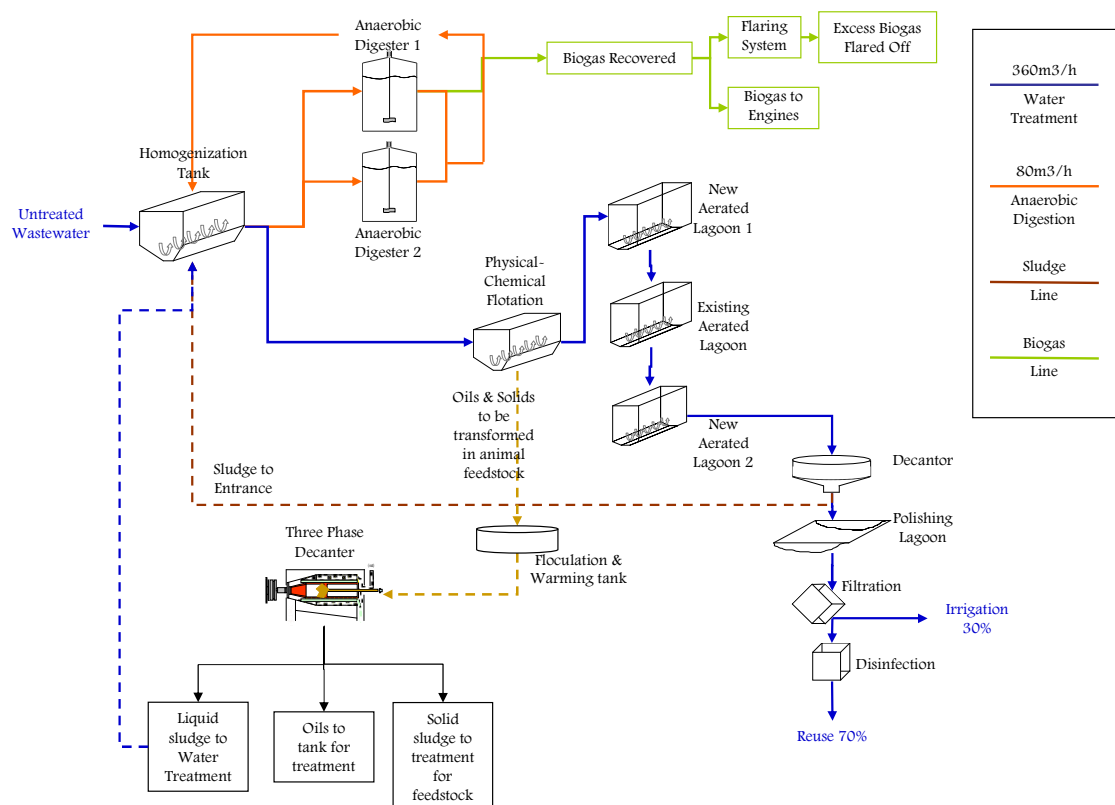 Anaerobic
Digester 1
Flaring
System
Excess Biogas
Flared Off
Biogas Recovered
Biogas to
Engines
360m3/h
Water
Treatment
80m3/h
Anaerobic
Digestion
Sludge
Line
Biogas
Line
Homogenization
Tank
Untreated
Wastewater
Anaerobic
Digester 2
New
Aerated
Lagoon 1
Physical-
Chemical
Flotation
Existing
Aerated
Lagoon
Oils & Solids
to be
transformed
in animal
feedstock
New
Aerated
Lagoon 2
Sludge to
Entrance
Decantor
Polishing
Lagoon
Three Phase
Decanter
Floculation &
Warming tank
Filtration
Irrigation
30%
Disinfection
Reuse 70%
Liquid
sludge to
Water
Treatment
Oils to
tank for
treatment
Solid
sludge to
treatment
for
feedstock